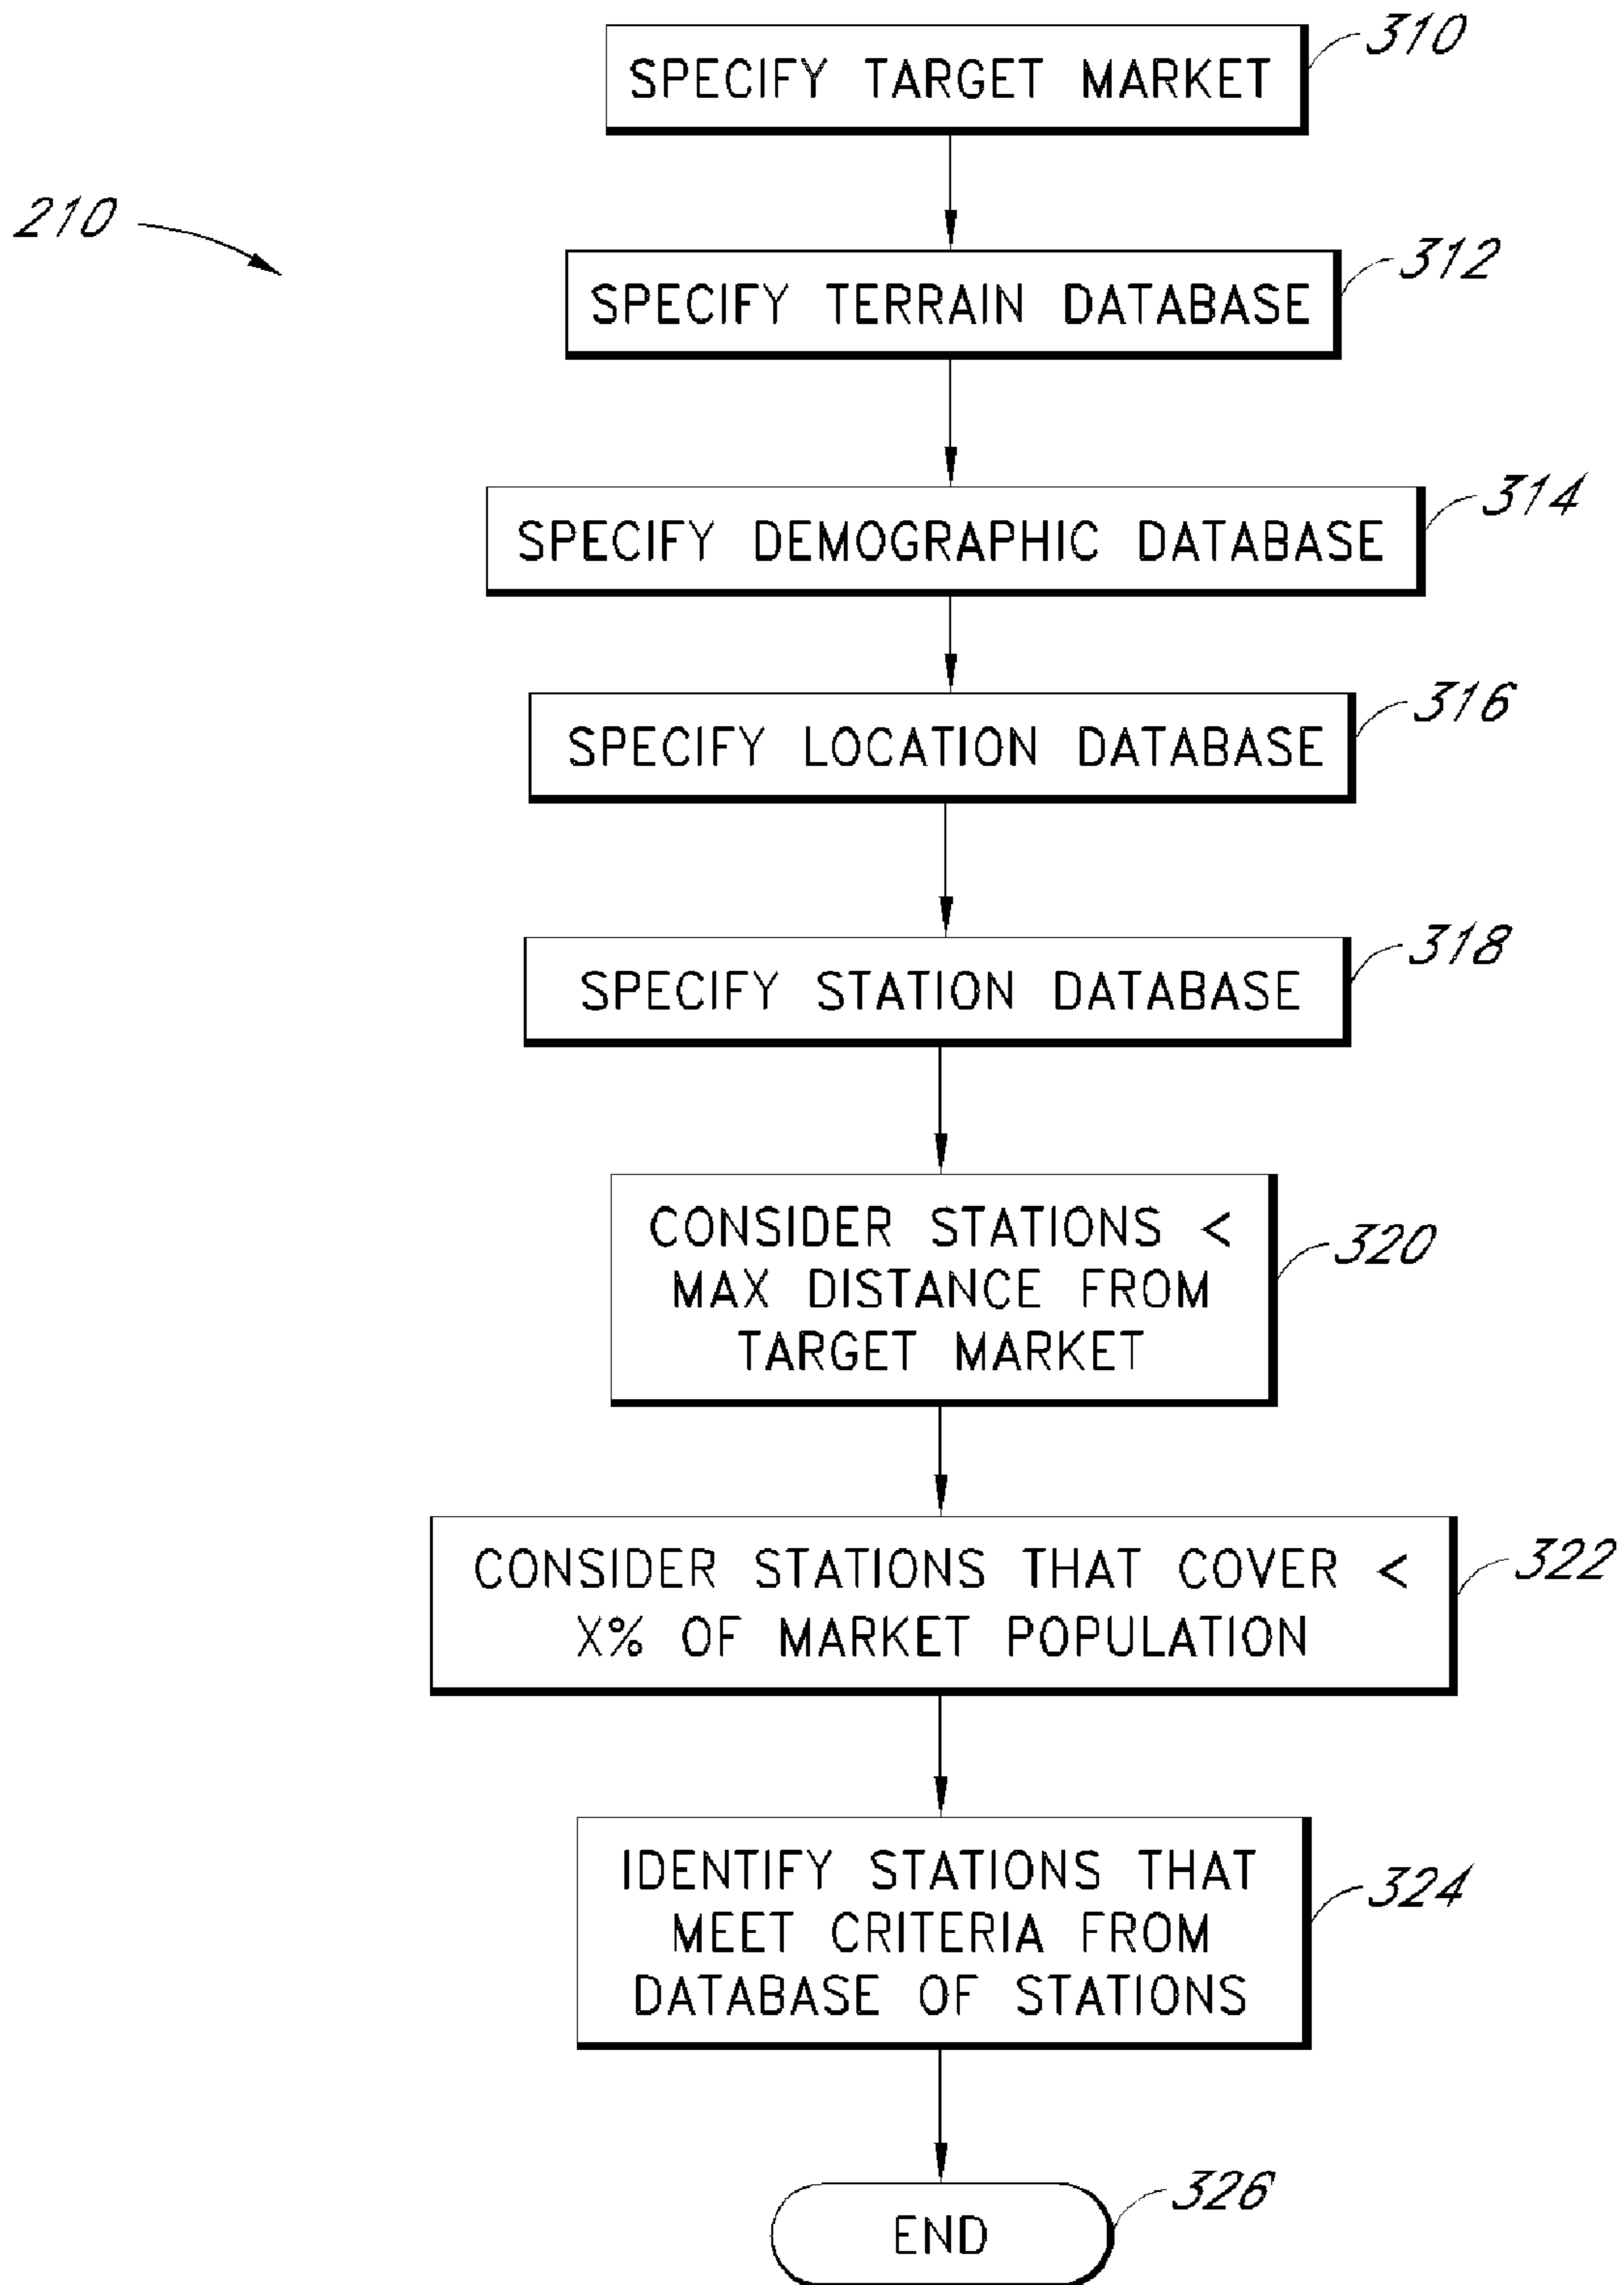 310
SPECIFY TARGET MARKET
210
312
SPECIFY TERRAIN DATABASE
314
SPECIFY DEMOGRAPHIC DATABASE
316
SPECIFY LOCATION DATABASE
318
SPECIFY STATION DATABASE
CONSIDER STATIONS <
MAX DISTANCE FROM
TARGET MARKET
320
CONSIDER STATIONS THAT COVER <
X% OF MARKET POPULATION
322
IDENTIFY STATIONS THAT
MEET CRITERIA FROM
DATABASE OF STATIONS
324
326
END